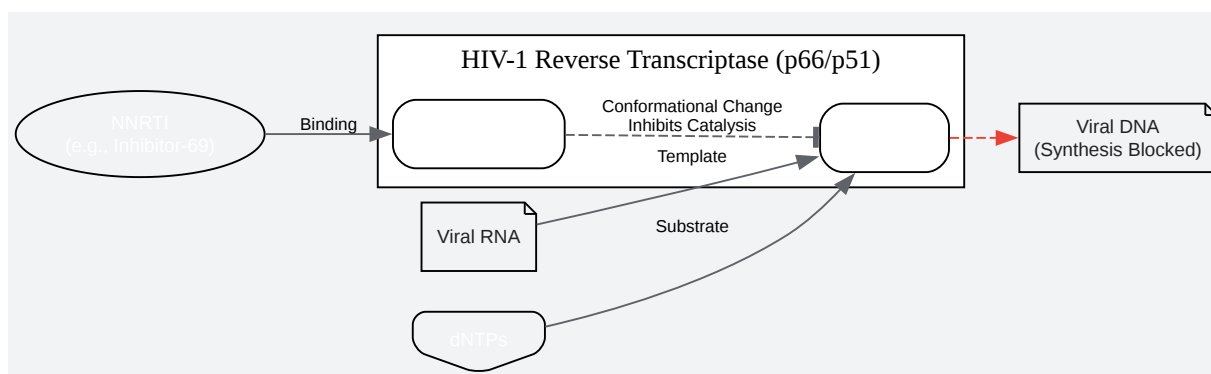 HIV-1 Reverse Transcriptase (p66/p51)
NNRTI
(e.g., Inhibitor-69)
Binding
Conformational Change
Inhibits Catalysis
Template
Viral DNA
(Synthesis Blocked)
Viral RNA
Substrate
dNTPs